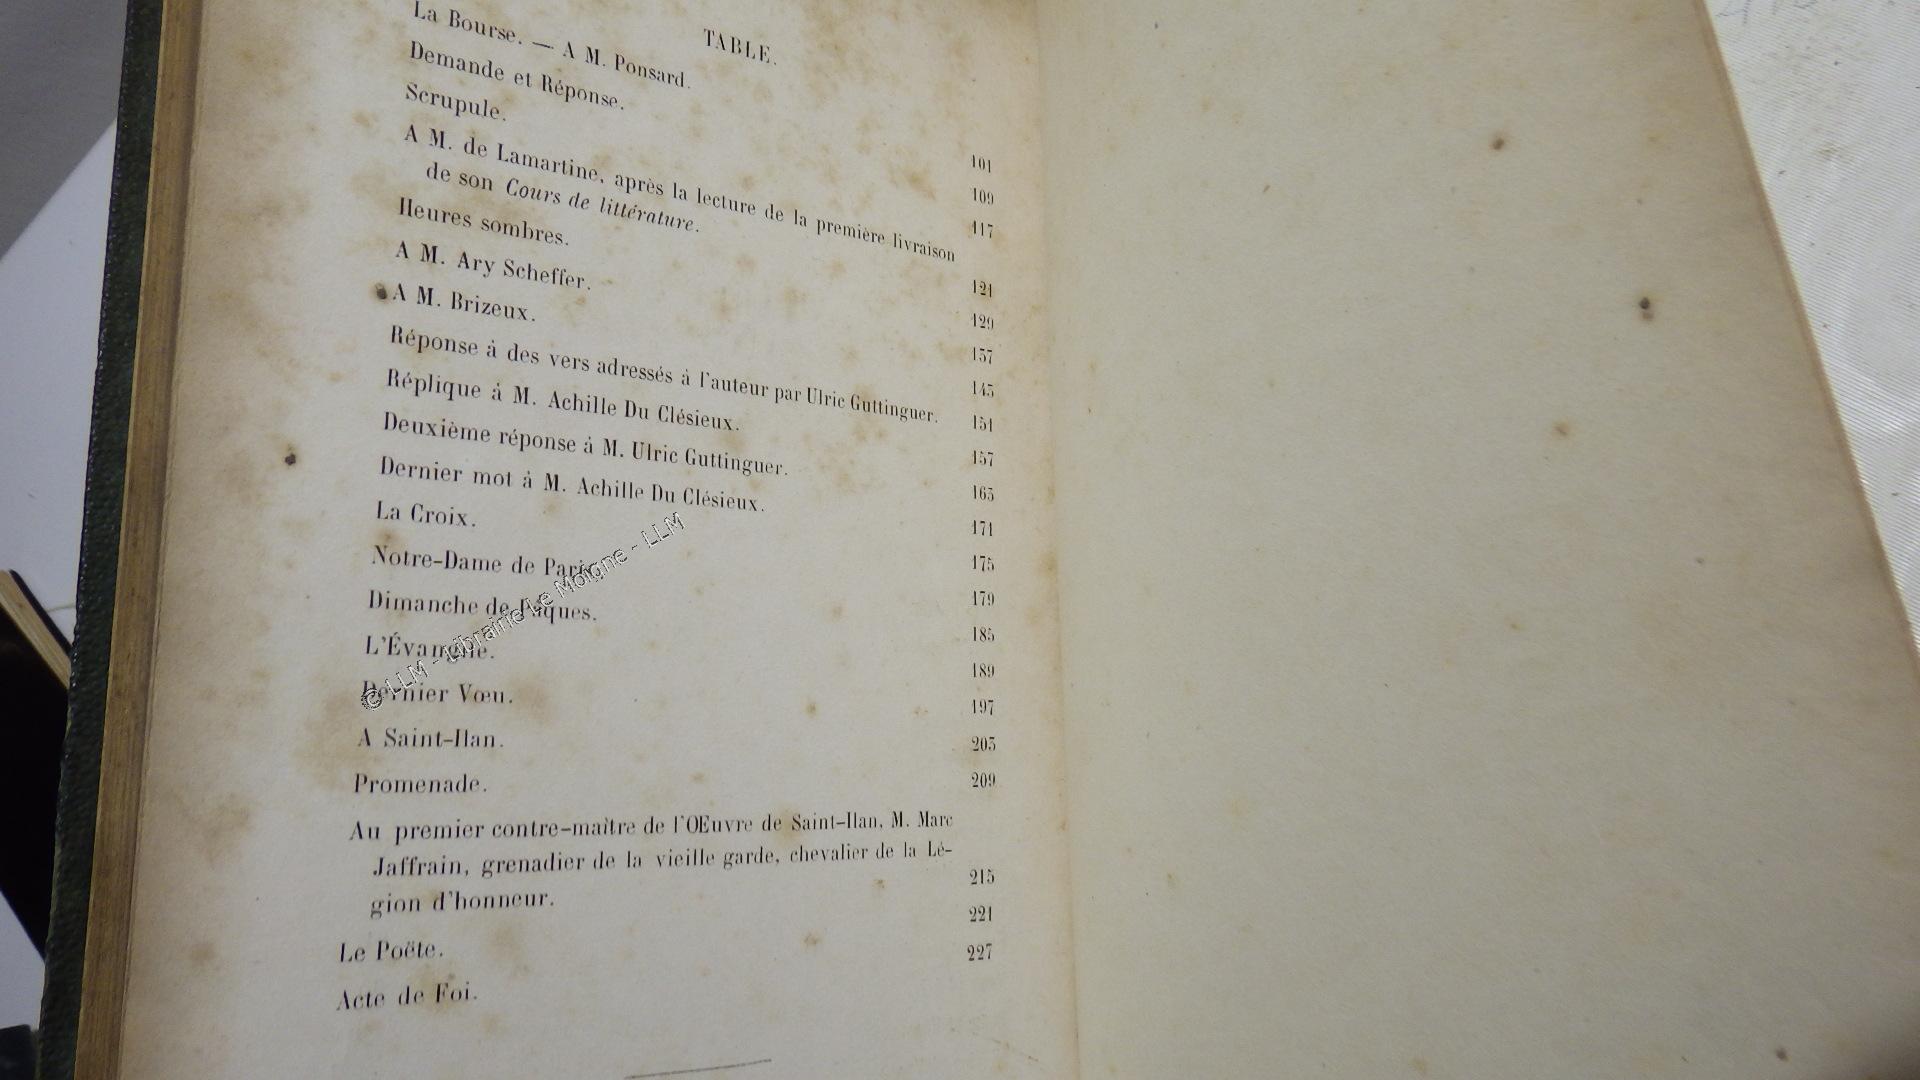 TABLE.
La Bourse. — A M. Ponsard. 101
Demande et Réponse. 109
Scrupule. 117
A M. de Lamartine, après la lecture de la première livraison
de son Cours de littérature. 121
Heures sombres. 129
A M. Ary Scheffer. 137
A M. Brizeux. 145
Réponse à des vers adressés à l'auteur par Ulric Guttinguer. 151
Réplique à M. Achille Du Clésieux. 157
Deuxième réponse à M. Ulric Guttinguer. 165
Dernier mot à M. Achille Du Clésieux. 171
La Croix. 175
Notre-Dame de Paris. 179
Dimanche de Pâques. 185
L'Évangile. 189
Dernier Vœu. 197
A Saint-Ilan. 203
Promenade. 209
Au premier contre-maître de l'Œuvre de Saint-Ilan, M. Marc
Jaffrain, grenadier de la vieille garde, chevalier de la Lé-
gion d'honneur. 215
Le Poëte. 221
Acte de Foi. 227
© LLM - Librairie Le Moigne - LLM